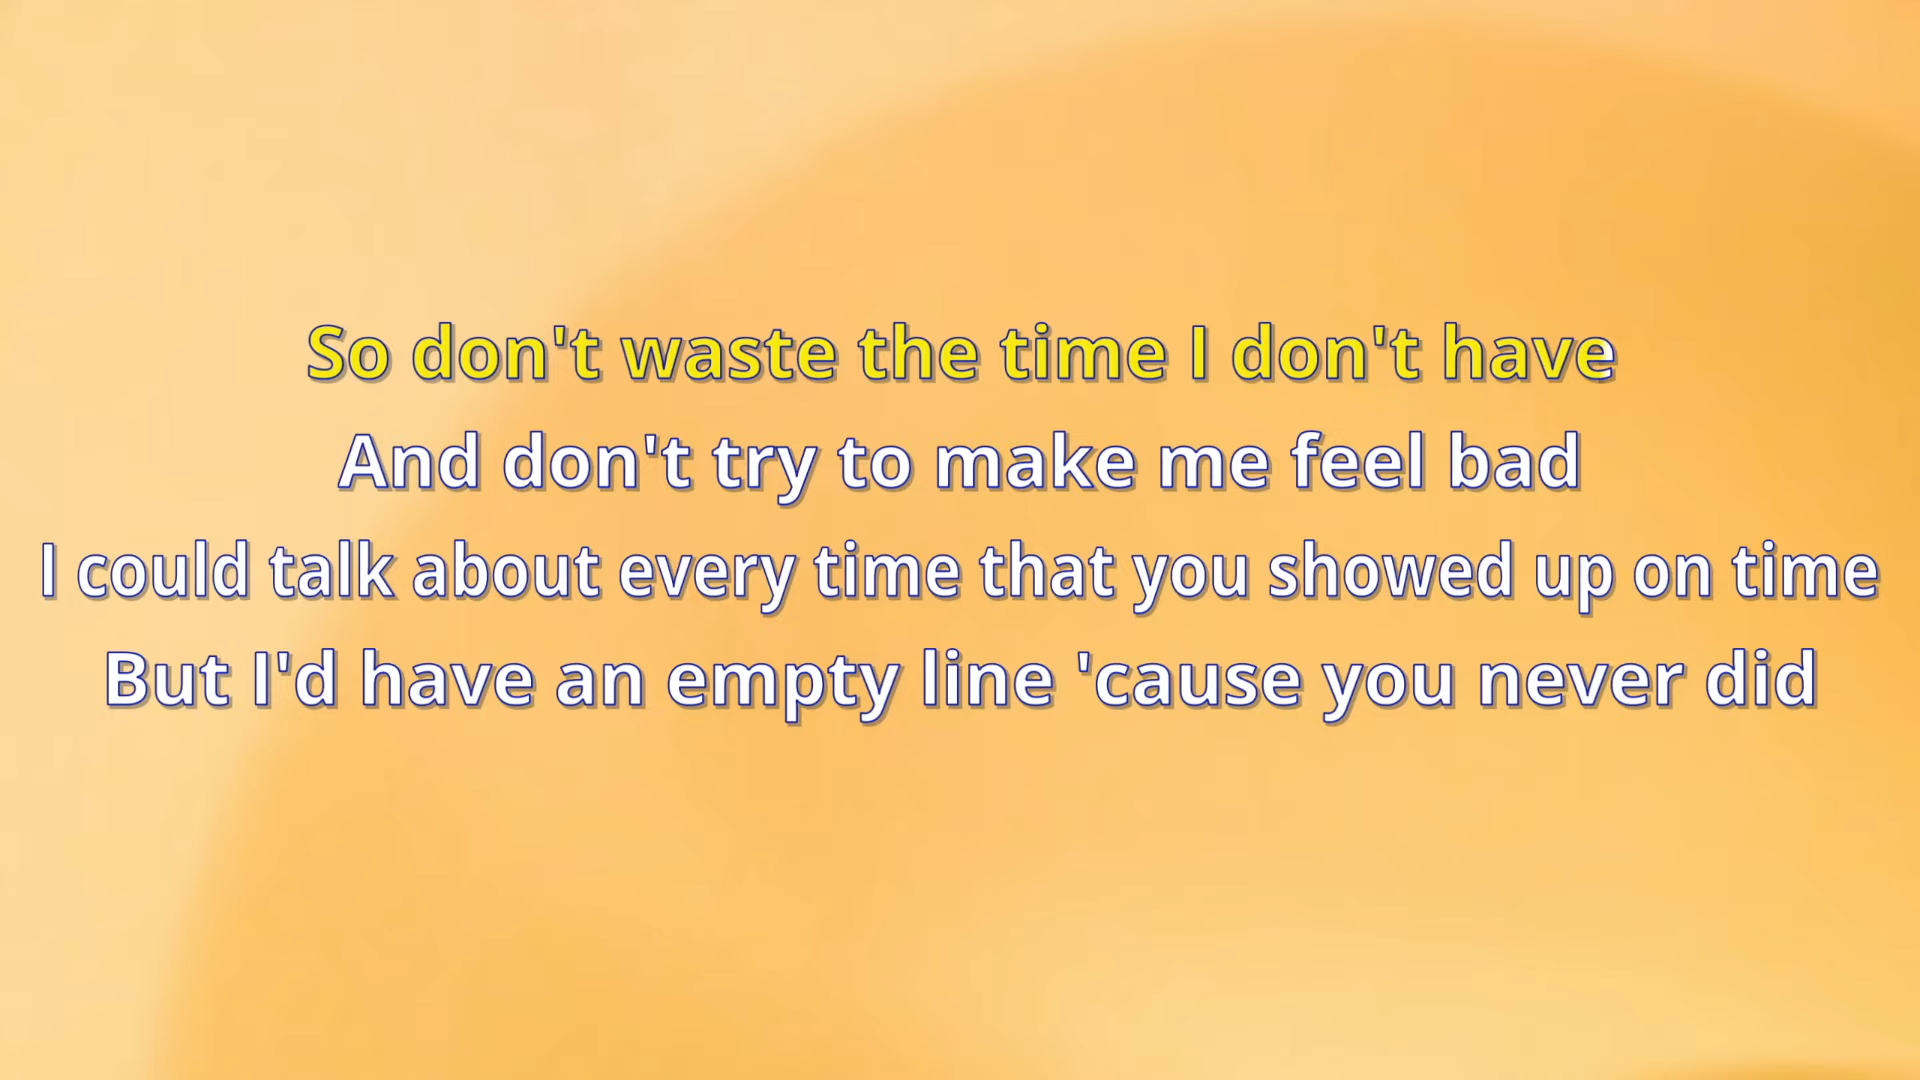 So don't waste the time I don't have
And don't try to make me feel bad
I could talk about every time that you showed up on time
But I'd have an empty line 'cause you never did